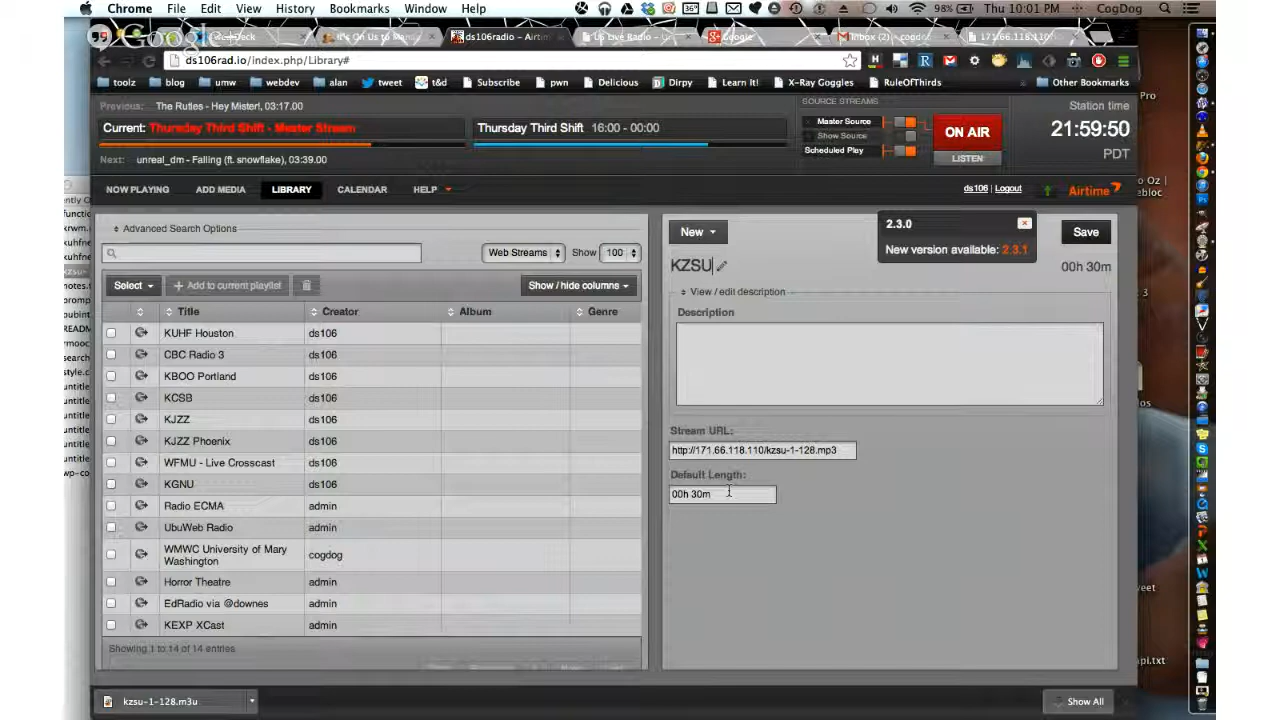 Chrome File Edit View History Bookmarks Window Help
98% Thu 10:01 PM CogDog
Google
ds106radio – Airtim
171.66.118.110
ds106rad.io/index.php/Library#
toolz blog umw webdev alan tweet t&d Subscribe pwn Delicious Dirpy Learn It! X-Ray Goggles RuleOfThirds Other Bookmarks
Previous: The Rutles - Hey Mister!, 03:17.00
Current: Thursday Third Shift - Master Stream
Thursday Third Shift 16:00 - 00:00
Next: unreal_dm - Falling (ft. snowflake), 03:39.00
SOURCE STREAMS
Master Source
Show Source
Scheduled Play
ON AIR
LISTEN
Station time
21:59:50
PDT
NOW PLAYING ADD MEDIA LIBRARY CALENDAR HELP
ds106 | Logout
Airtime
Advanced Search Options
Web Streams Show 100
Select + Add to current playlist Show / hide columns
Title Creator Album Genre
KUHF Houston ds106
CBC Radio 3 ds106
KBOO Portland ds106
KCSB ds106
KJZZ ds106
KJZZ Phoenix ds106
WFMU - Live Crosscast ds106
KGNU ds106
Radio ECMA admin
UbuWeb Radio admin
WMWC University of Mary
Washington cogdog
Horror Theatre admin
EdRadio via @downes admin
KEXP XCast admin
Showing 1 to 14 of 14 entries
New
2.3.0
New version available: 2.3.1
Save
KZSU
00h 30m
View / edit description
Description
Stream URL:
http://171.66.118.110/kzsu-1-128.mp3
Default Length:
00h 30m
kzsu-1-128.m3u
Show All